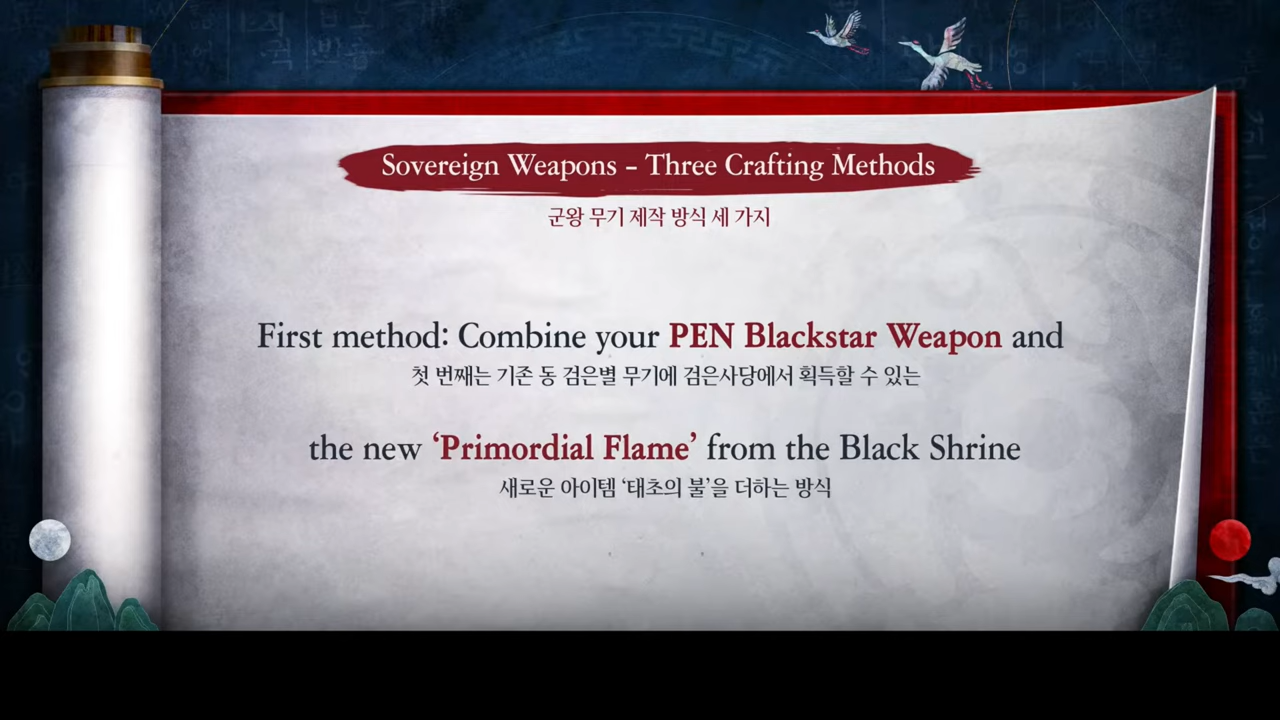 Sovereign Weapons – Three Crafting Methods
군왕 무기 제작 방식 세 가지
First method: Combine your PEN Blackstar Weapon and
첫 번째는 기존 동 검은별 무기에 검은사당에서 획득할 수 있는
the new ‘Primordial Flame’ from the Black Shrine
새로운 아이템 ‘태초의 불’을 더하는 방식